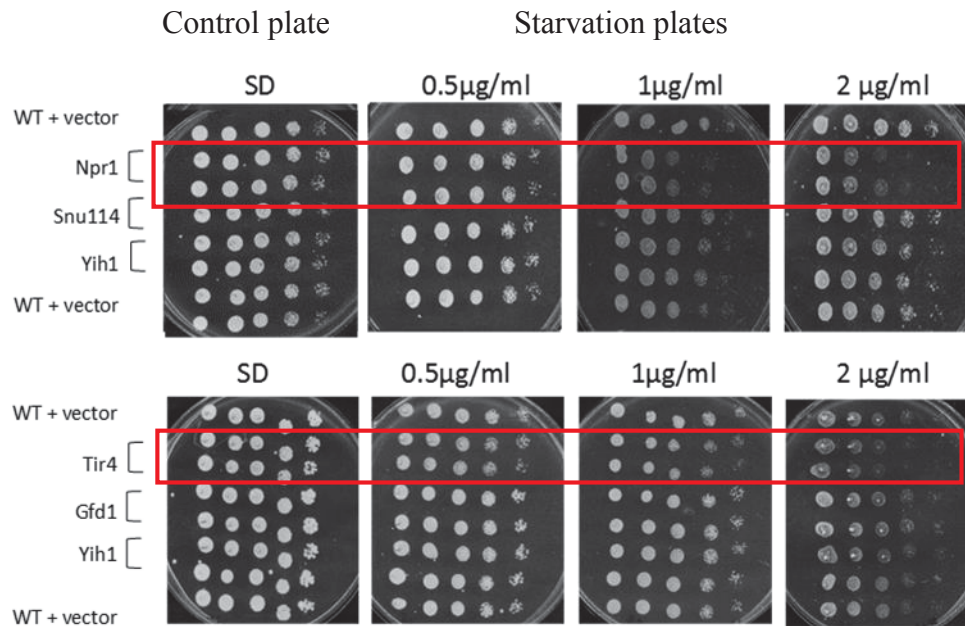 Control plate Starvation plates
SD 0.5µg/ml 1µg/ml 2 µg/ml
WT + vector
Npr1
Snu114
Yih1
WT + vector
SD 0.5µg/ml 1µg/ml 2 µg/ml
WT + vector
Tir4
Gfd1
Yih1
WT + vector